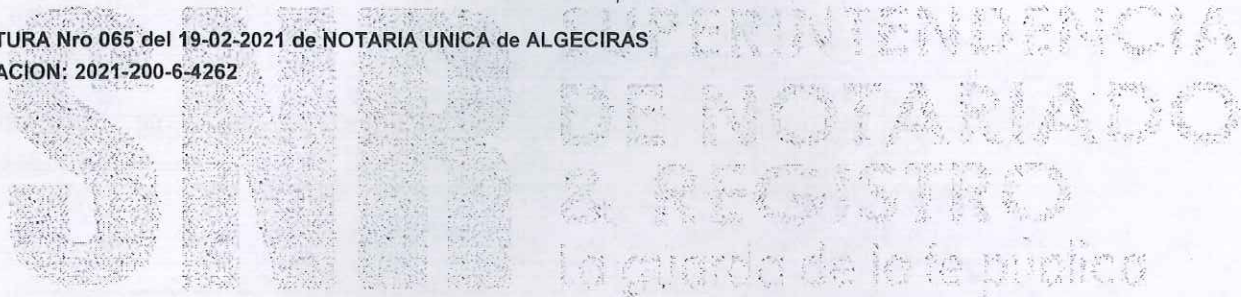 TURA Nro 065 del 19-02-2021 de NOTARIA UNICA de ALGECIRAS
ACION: 2021-200-6-4262
SNR
SUPERINTENDENCIA
DE NOTARIADO
& REGISTRO
La guarda de la fe pública